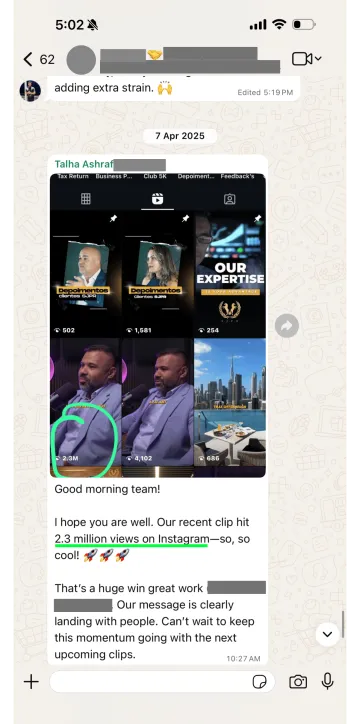 5:02
62
adding extra strain. 🙌
Edited 5:19 PM
7 Apr 2025
Talha Ashraf
Tax Return Business P... Club 5K Depoiment... Feedback's
Depoimentos
clientes SJPR
502
Depoimentos
clientes SJPR
1,581
OUR
EXPERTISE
254
2.3M
4,102
686
Good morning team!
I hope you are well. Our recent clip hit
2.3 million views on Instagram—so, so
cool! 🚀🚀🚀
That's a huge win great work
Our message is clearly
landing with people. Can't wait to keep
this momentum going with the next
upcoming clips.
10:27 AM